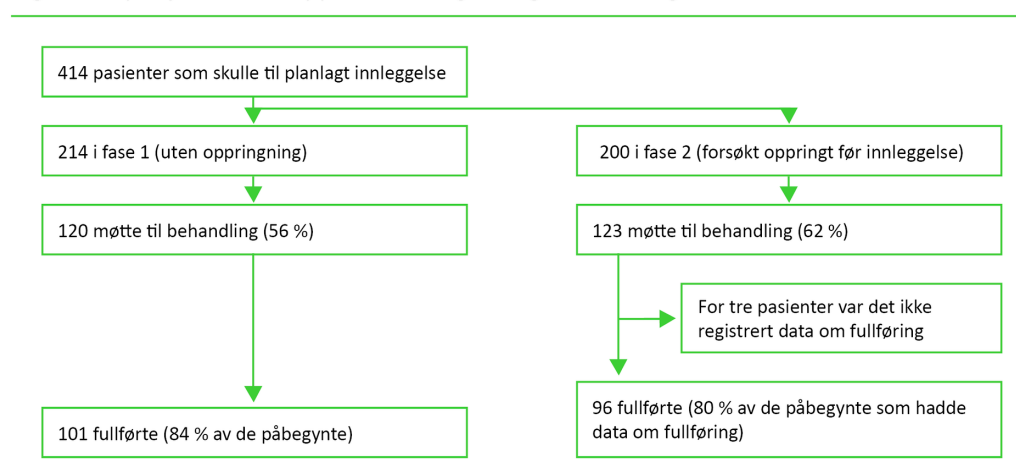 414 pasienter som skulle til planlagt innleggelse
214 i fase 1 (uten oppringning)
200 i fase 2 (forsøkt oppringt før innleggelse)
120 møtte til behandling (56 %)
123 møtte til behandling (62 %)
For tre pasienter var det ikke
registrert data om fullføring
101 fullførte (84 % av de påbegynte)
96 fullførte (80 % av de påbegynte som hadde
data om fullføring)